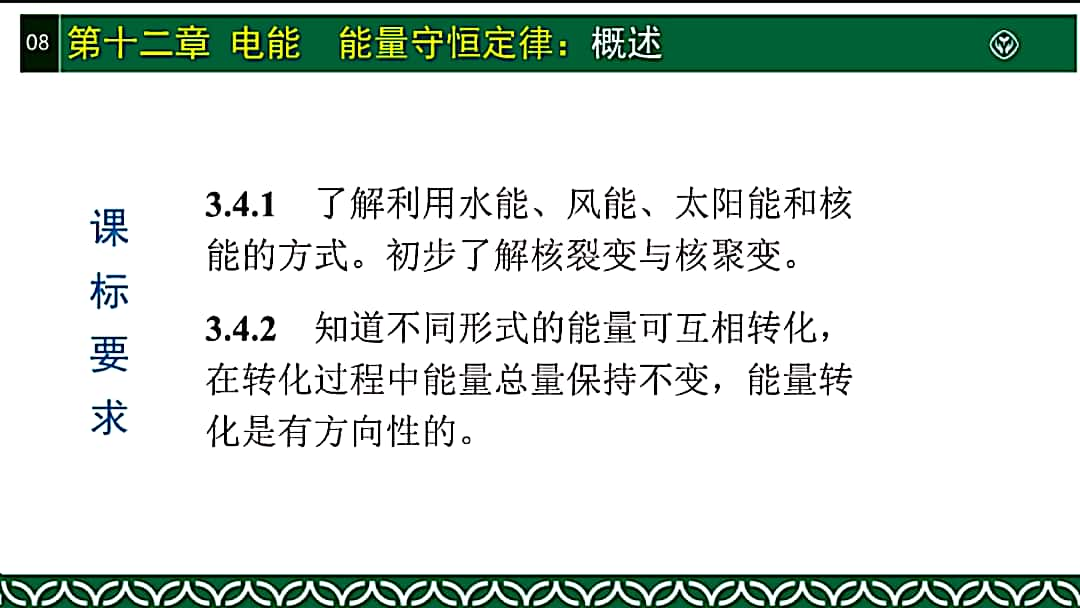 08 第十二章 电能 能量守恒定律：概述
课标要求
3.4.1 了解利用水能、风能、太阳能和核
能的方式。初步了解核裂变与核聚变。
3.4.2 知道不同形式的能量可互相转化，
在转化过程中能量总量保持不变，能量转
化是有方向性的。